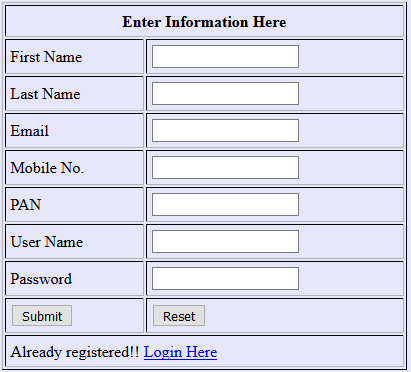 Enter Information Here
First Name
Last Name
Email
Mobile No.
PAN
User Name
Password
Submit Reset
Already registered!! Login Here